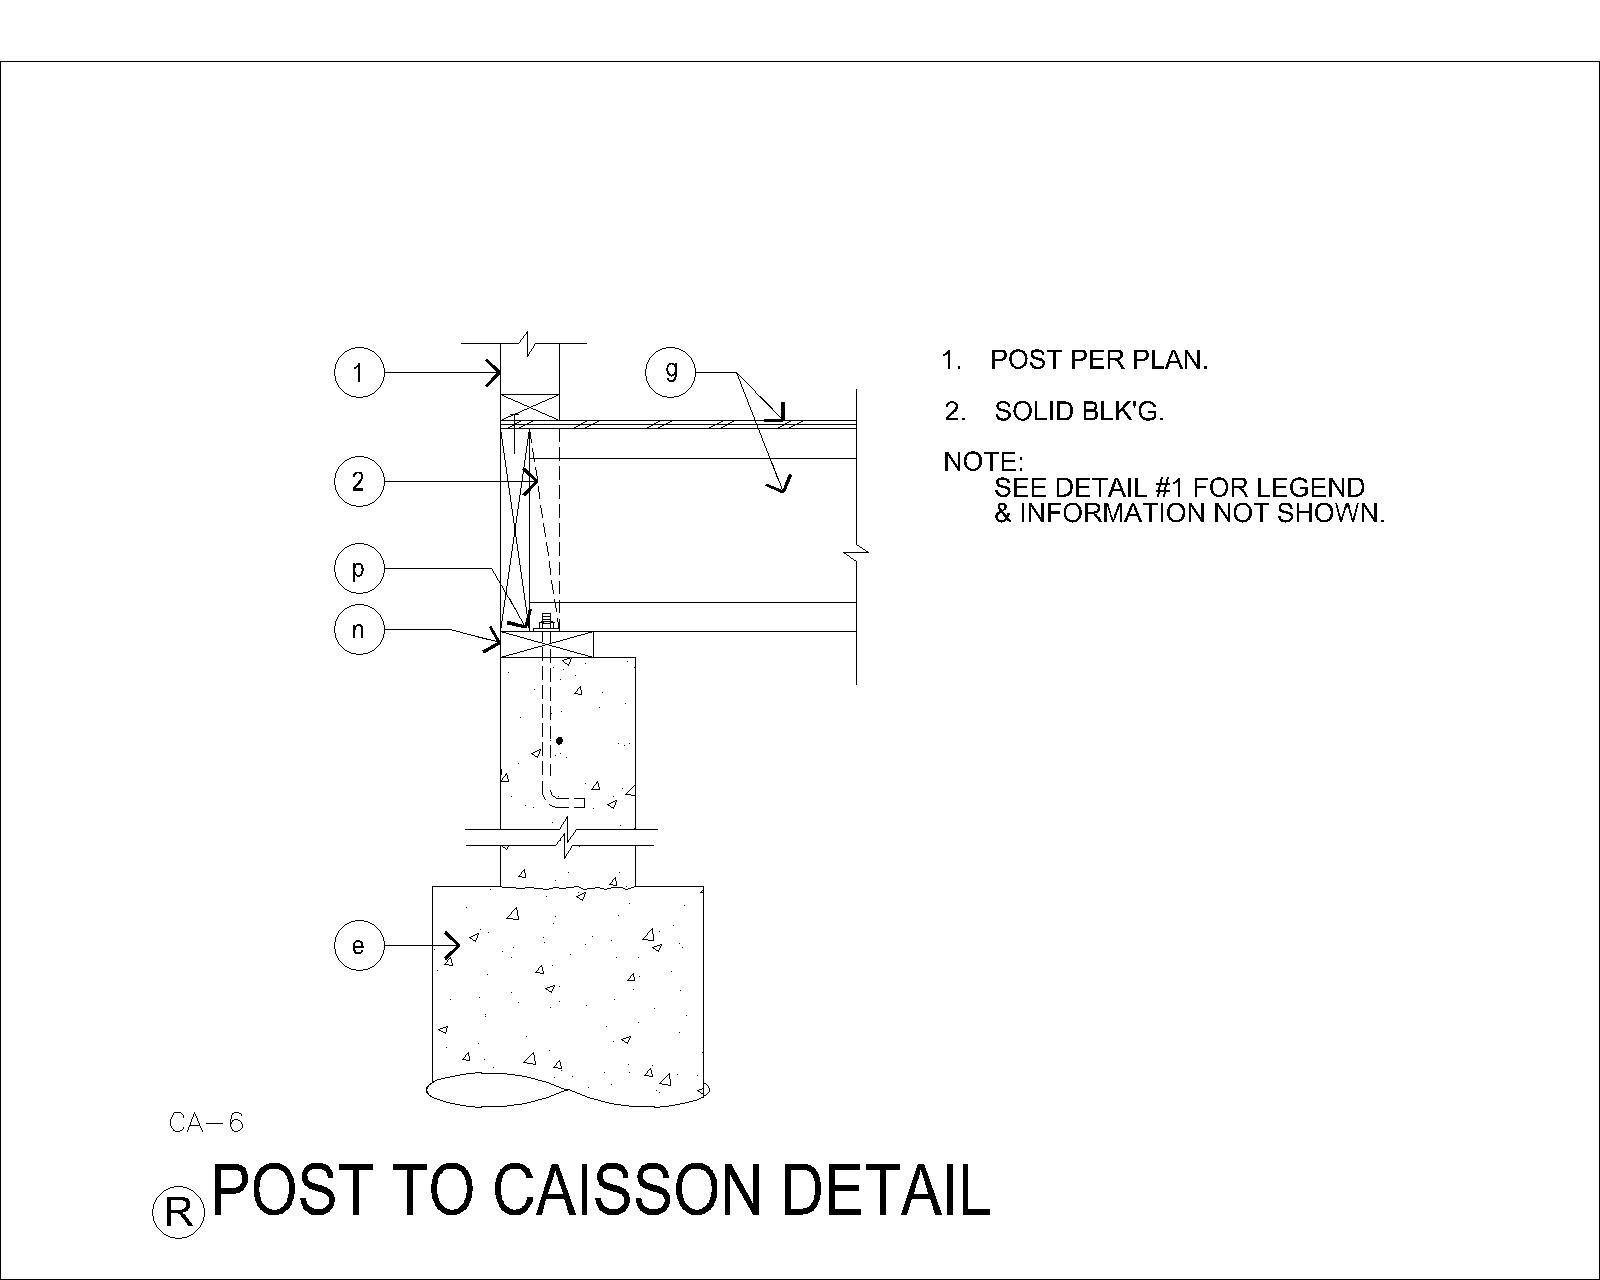 1
g
2
p
n
e
1. POST PER PLAN.
2. SOLID BLK'G.
NOTE:
SEE DETAIL #1 FOR LEGEND
& INFORMATION NOT SHOWN.
CA-6
R POST TO CAISSON DETAIL